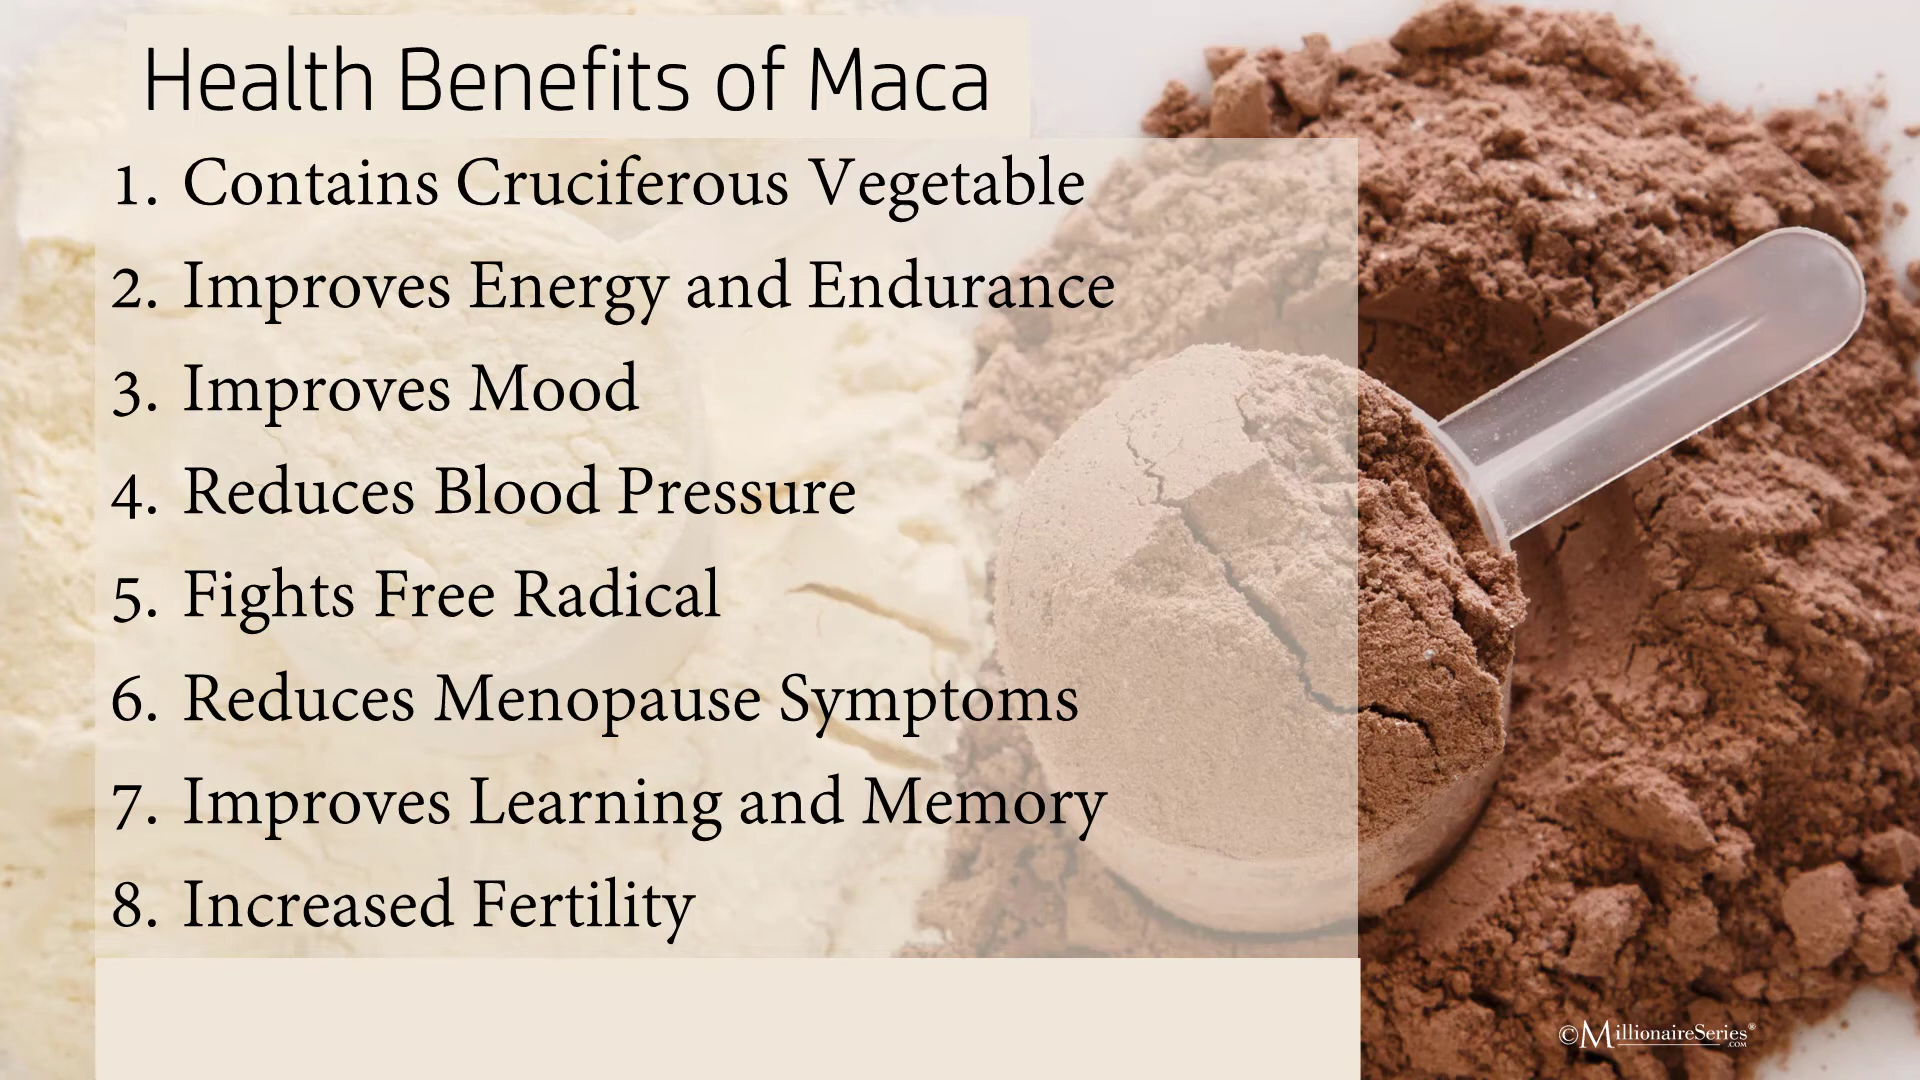 Health Benefits of Maca
1. Contains Cruciferous Vegetable
2. Improves Energy and Endurance
3. Improves Mood
4. Reduces Blood Pressure
5. Fights Free Radical
6. Reduces Menopause Symptoms
7. Improves Learning and Memory
8. Increased Fertility
©MillionaireSeries®
.COM